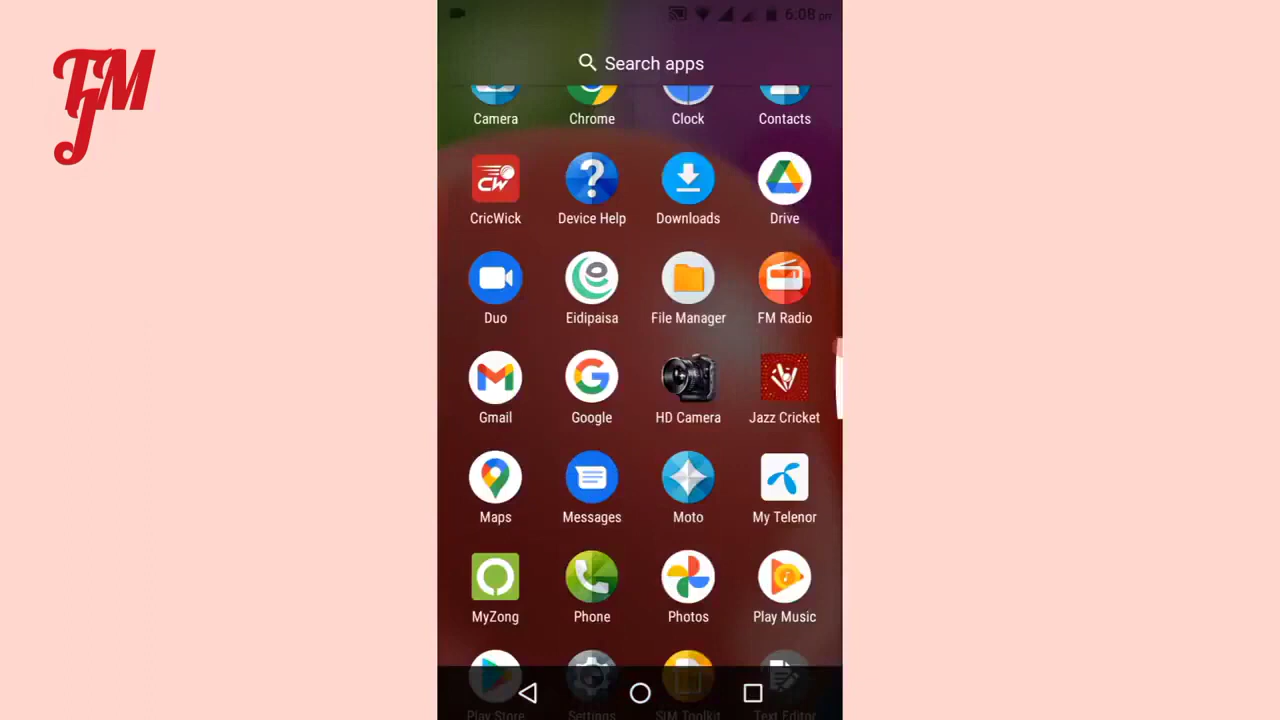 6:08 pm
TMJ
Search apps
Camera Chrome Clock Contacts
CW
CricWick Device Help Downloads Drive
Duo Eidipaisa File Manager FM Radio
Gmail Google HD Camera Jazz Cricket
Maps Messages Moto My Telenor
MyZong Phone Photos Play Music
Play Store Settings SIM Toolkit Text Editor